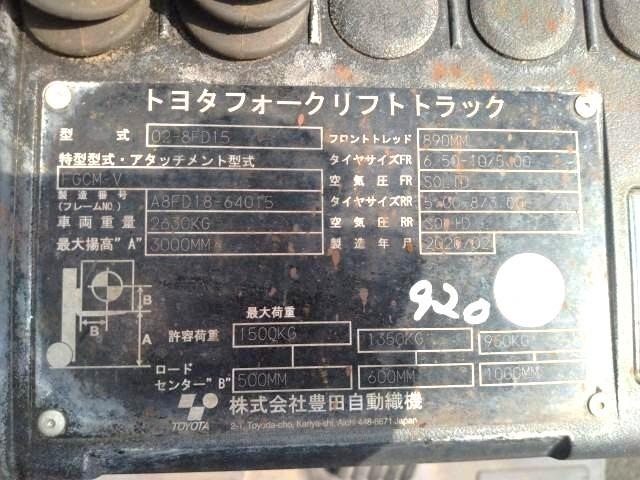 トヨタフォークリフトトラック
型式 02-8FD15 フロントトレッド 890MM
特型型式・アタッチメント型式 タイヤサイズFR 6.50-10/5.00
FGCM-V 空気圧FR SOLID
製造番号(フレームNO.) A8FD18-64015 タイヤサイズRR 5.00-8/3.00
車両重量 2630KG 空気圧RR SOLID
最大揚高"A" 3000MM 製造年月 2020/02
920
B
B
A
最大荷重
許容荷重 1500KG 1350KG 950KG
ロードセンター"B" 500MM 600MM 1000MM
TOYOTA 株式会社豊田自動織機
2-1, Toyoda-cho, Kariya-shi, Aichi 448-8671 Japan